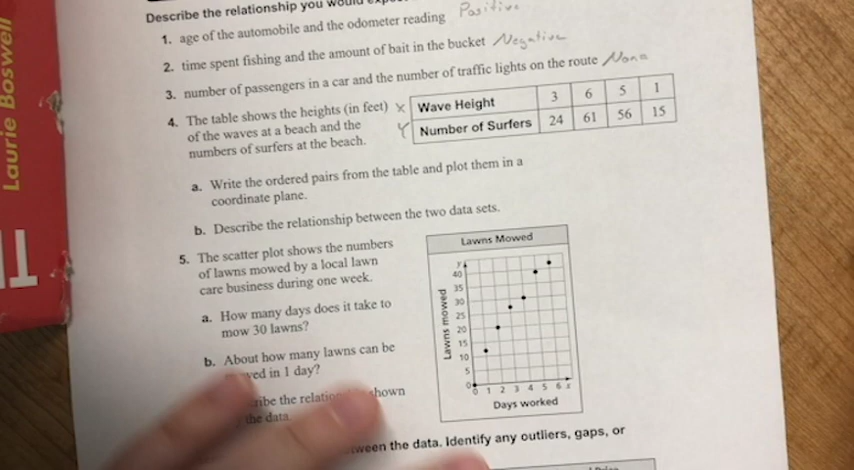 Laurie Boswell
Describe the relationship you would
1. age of the automobile and the odometer reading Positive
2. time spent fishing and the amount of bait in the bucket Negative
3. number of passengers in a car and the number of traffic lights on the route None
4. The table shows the heights (in feet)
of the waves at a beach and the
numbers of surfers at the beach.
x Wave Height 3 6 5 1
Y Number of Surfers 24 61 56 15
a. Write the ordered pairs from the table and plot them in a
coordinate plane.
b. Describe the relationship between the two data sets.
5. The scatter plot shows the numbers
of lawns mowed by a local lawn
care business during one week.
a. How many days does it take to
mow 30 lawns?
b. About how many lawns can be
wed in 1 day?
ribe the relation shown
the data.
Lawns Mowed
y
40
35
30
25
20
15
10
5
0
0 1 2 3 4 5 6 x
Lawns mowed
Days worked
ween the data. Identify any outliers, gaps, or